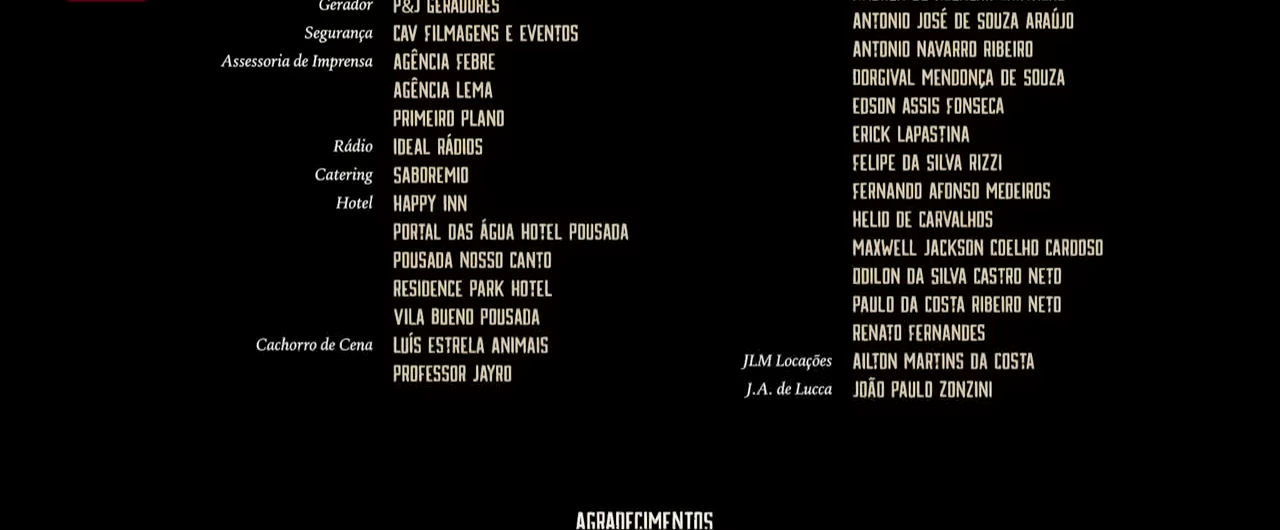 Gerador P&J GERADORES
Segurança CAV FILMAGENS E EVENTOS
Assessoria de Imprensa AGÊNCIA FEBRE
AGÊNCIA LEMA
PRIMEIRO PLANO
Rádio IDEAL RÁDIOS
Catering SABOREMIO
Hotel HAPPY INN
PORTAL DAS ÁGUA HOTEL POUSADA
POUSADA NOSSO CANTO
RESIDENCE PARK HOTEL
VILA BUENO POUSADA
Cachorro de Cena LUÍS ESTRELA ANIMAIS
PROFESSOR JAYRO
ANTONIO JOSÉ DE SOUZA ARAÚJO
ANTONIO NAVARRO RIBEIRO
DORGIVAL MENDONÇA DE SOUZA
EDSON ASSIS FONSECA
ERICK LAPASTINA
FELIPE DA SILVA RIZZI
FERNANDO AFONSO MEDEIROS
HELIO DE CARVALHOS
MAXWELL JACKSON COELHO CARDOSO
ODILON DA SILVA CASTRO NETO
PAULO DA COSTA RIBEIRO NETO
RENATO FERNANDES
JLM Locações AILTON MARTINS DA COSTA
J.A. de Lucca JOÃO PAULO ZONZINI
AGRADECIMENTOS